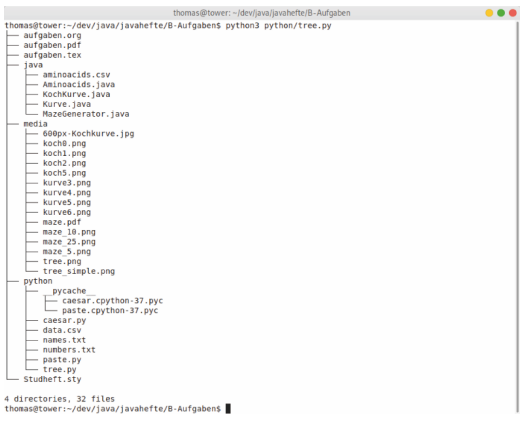 thomas@tower: ~/dev/java/javahefte/B-Aufgaben
thomas@tower:~/dev/java/javahefte/B-Aufgaben$ python3 python/tree.py
├── aufgaben.org
├── aufgaben.pdf
├── aufgaben.tex
├── java
│   ├── aminoacids.csv
│   ├── Aminoacids.java
│   ├── KochKurve.java
│   ├── Kurve.java
│   └── MazeGenerator.java
├── media
│   ├── 600px-Kochkurve.jpg
│   ├── koch0.png
│   ├── koch1.png
│   ├── koch2.png
│   ├── koch5.png
│   ├── kurve3.png
│   ├── kurve4.png
│   ├── kurve5.png
│   ├── kurve6.png
│   ├── maze.pdf
│   ├── maze_10.png
│   ├── maze_25.png
│   ├── maze_5.png
│   ├── tree.png
│   └── tree_simple.png
├── python
│   ├── __pycache__
│   │   ├── caesar.cpython-37.pyc
│   │   └── paste.cpython-37.pyc
│   ├── caesar.py
│   ├── data.csv
│   ├── names.txt
│   ├── numbers.txt
│   ├── paste.py
│   └── tree.py
└── Studheft.sty
4 directories, 32 files
thomas@tower:~/dev/java/javahefte/B-Aufgaben$